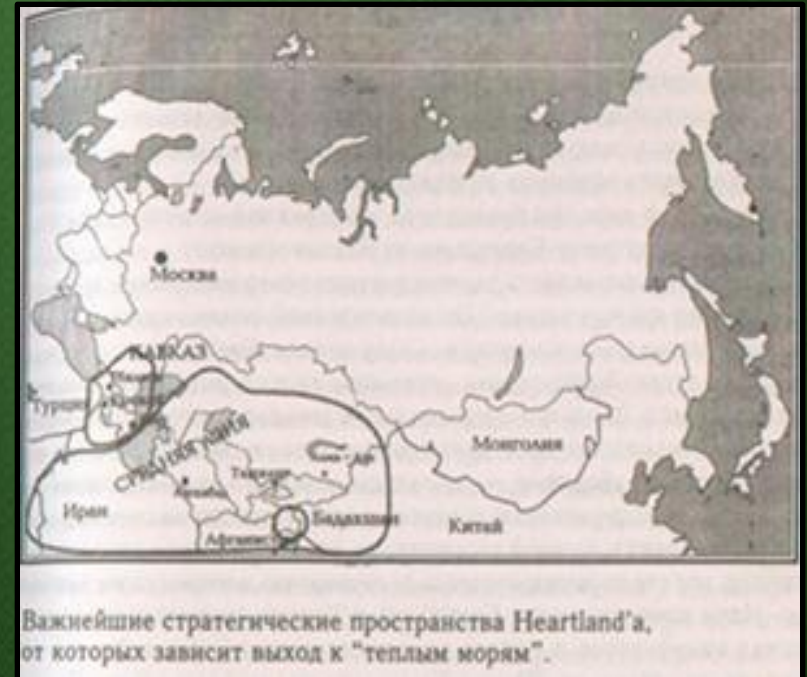 Москва
КАВКАЗ
Турция
СРЕДНЯЯ АЗИЯ
Монголия
Иран
Бадахшан
Китай
Важнейшие стратегические пространства Heartland'a,
от которых зависит выход к “теплым морям”.